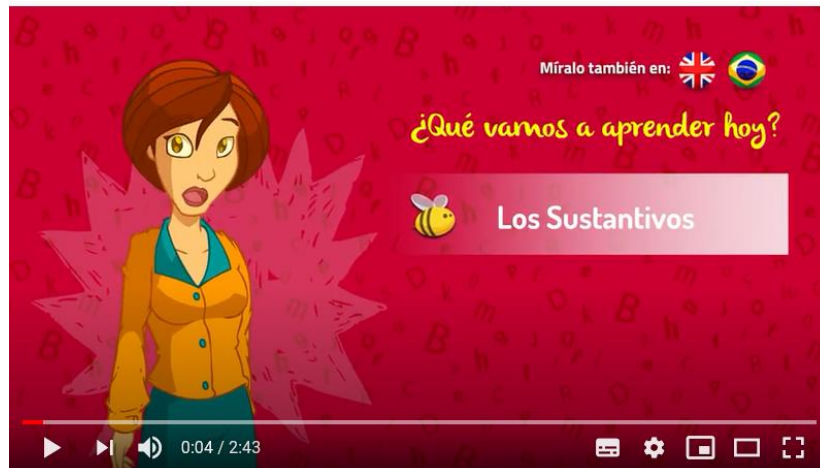 Míralo también en:
¿Qué vamos a aprender hoy?
Los Sustantivos
0:04 / 2:43